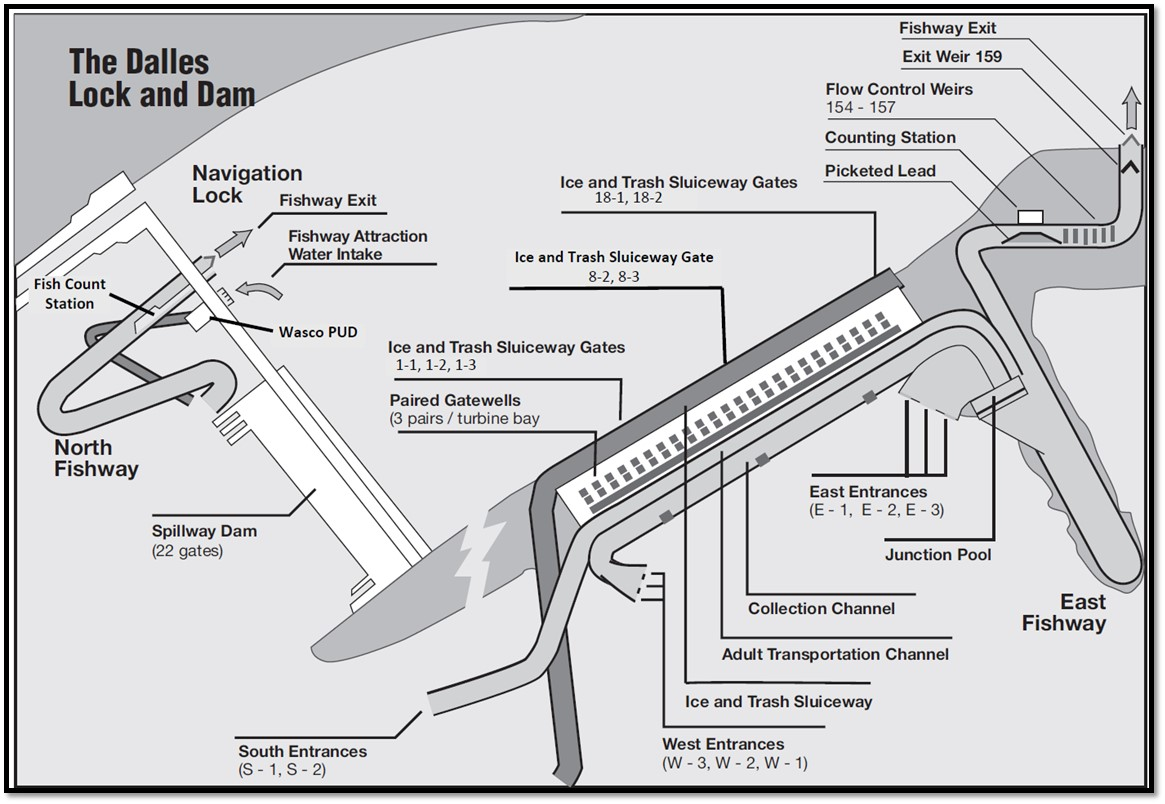 The Dalles
Lock and Dam
Navigation
Lock
Fishway Exit
Fishway Attraction
Water Intake
Fish Count
Station
Wasco PUD
North
Fishway
Spillway Dam
(22 gates)
South Entrances
(S - 1, S - 2)
Ice and Trash Sluiceway Gates
18-1, 18-2
Ice and Trash Sluiceway Gate
8-2, 8-3
Ice and Trash Sluiceway Gates
1-1, 1-2, 1-3
Paired Gatewells
(3 pairs / turbine bay
Fishway Exit
Exit Weir 159
Flow Control Weirs
154 - 157
Counting Station
Picketed Lead
East Entrances
(E - 1, E - 2, E - 3)
Junction Pool
East
Fishway
Collection Channel
Adult Transportation Channel
Ice and Trash Sluiceway
West Entrances
(W - 3, W - 2, W - 1)